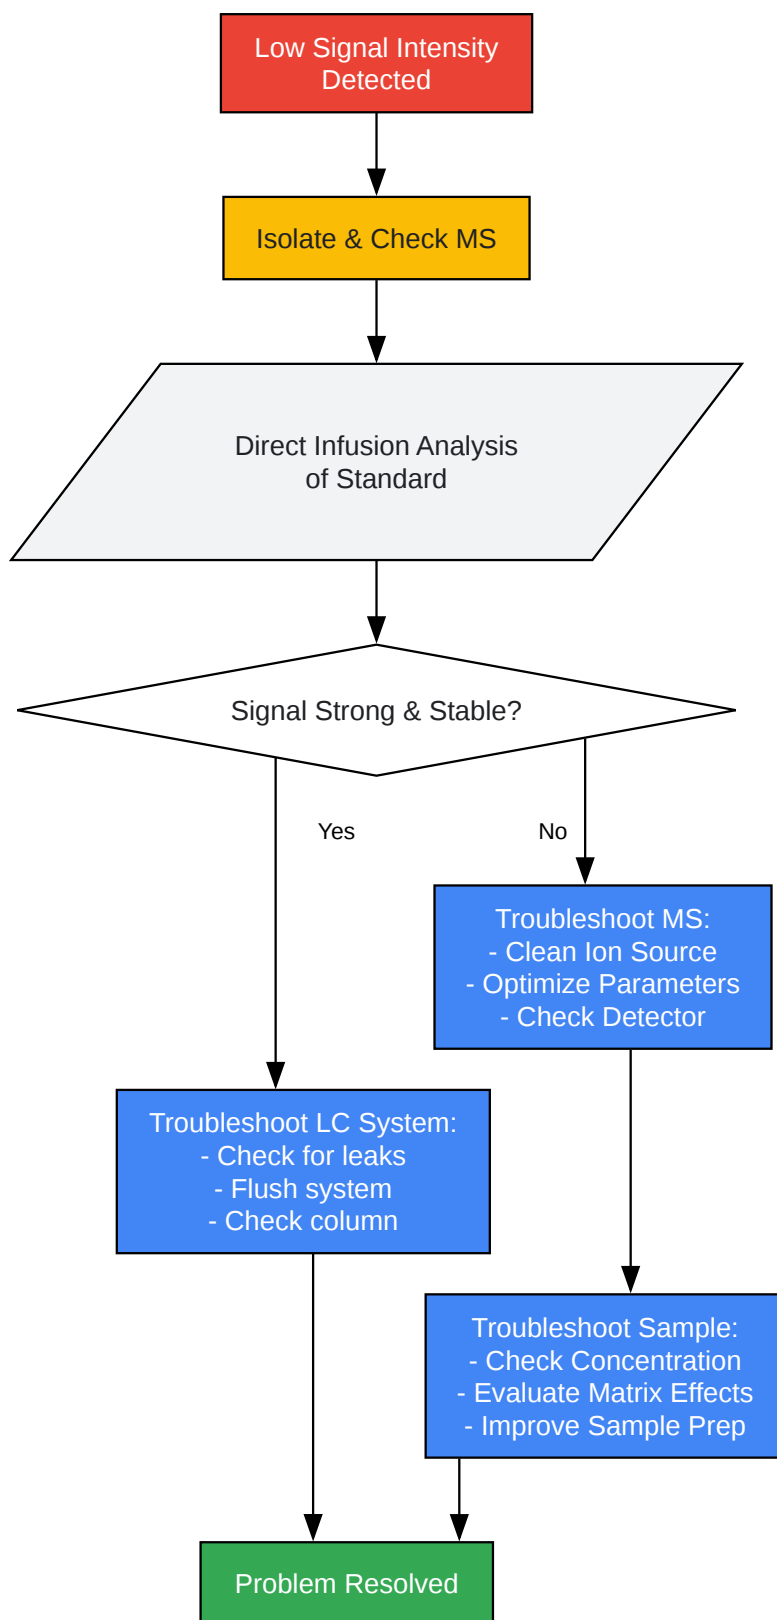 Low Signal Intensity
Detected
Isolate & Check MS
Direct Infusion Analysis
of Standard
Signal Strong & Stable?
Yes
No
Troubleshoot MS:
- Clean Ion Source
- Optimize Parameters
- Check Detector
Troubleshoot LC System:
- Check for leaks
- Flush system
- Check column
Troubleshoot Sample:
- Check Concentration
- Evaluate Matrix Effects
- Improve Sample Prep
Problem Resolved